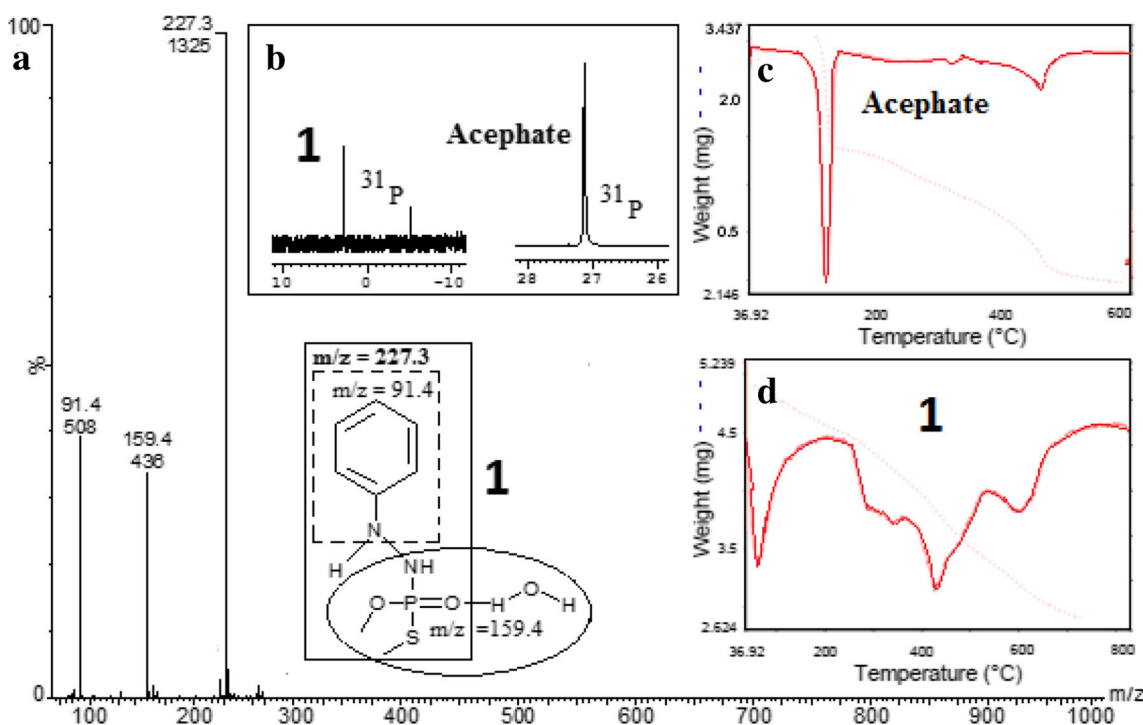 100
a
227.3
1325
b
1
31
P
Acephate
31
P
10 0 -10
28 27 26
c
3.437
2.0
0.5
2.146
Weight (mg)
Acephate
36.92 200 400 600
Temperature (°C)
d
5.239
4.5
3.5
2.624
Weight (mg)
1
36.92 200 400 600 800
Temperature (°C)
%
91.4
508
159.4
436
m/z = 227.3
m/z = 91.4
1
N
H
NH
O P=O H O H
m/z =159.4
S
0
100 200 300 400 500 600 700 800 900 1000 m/z